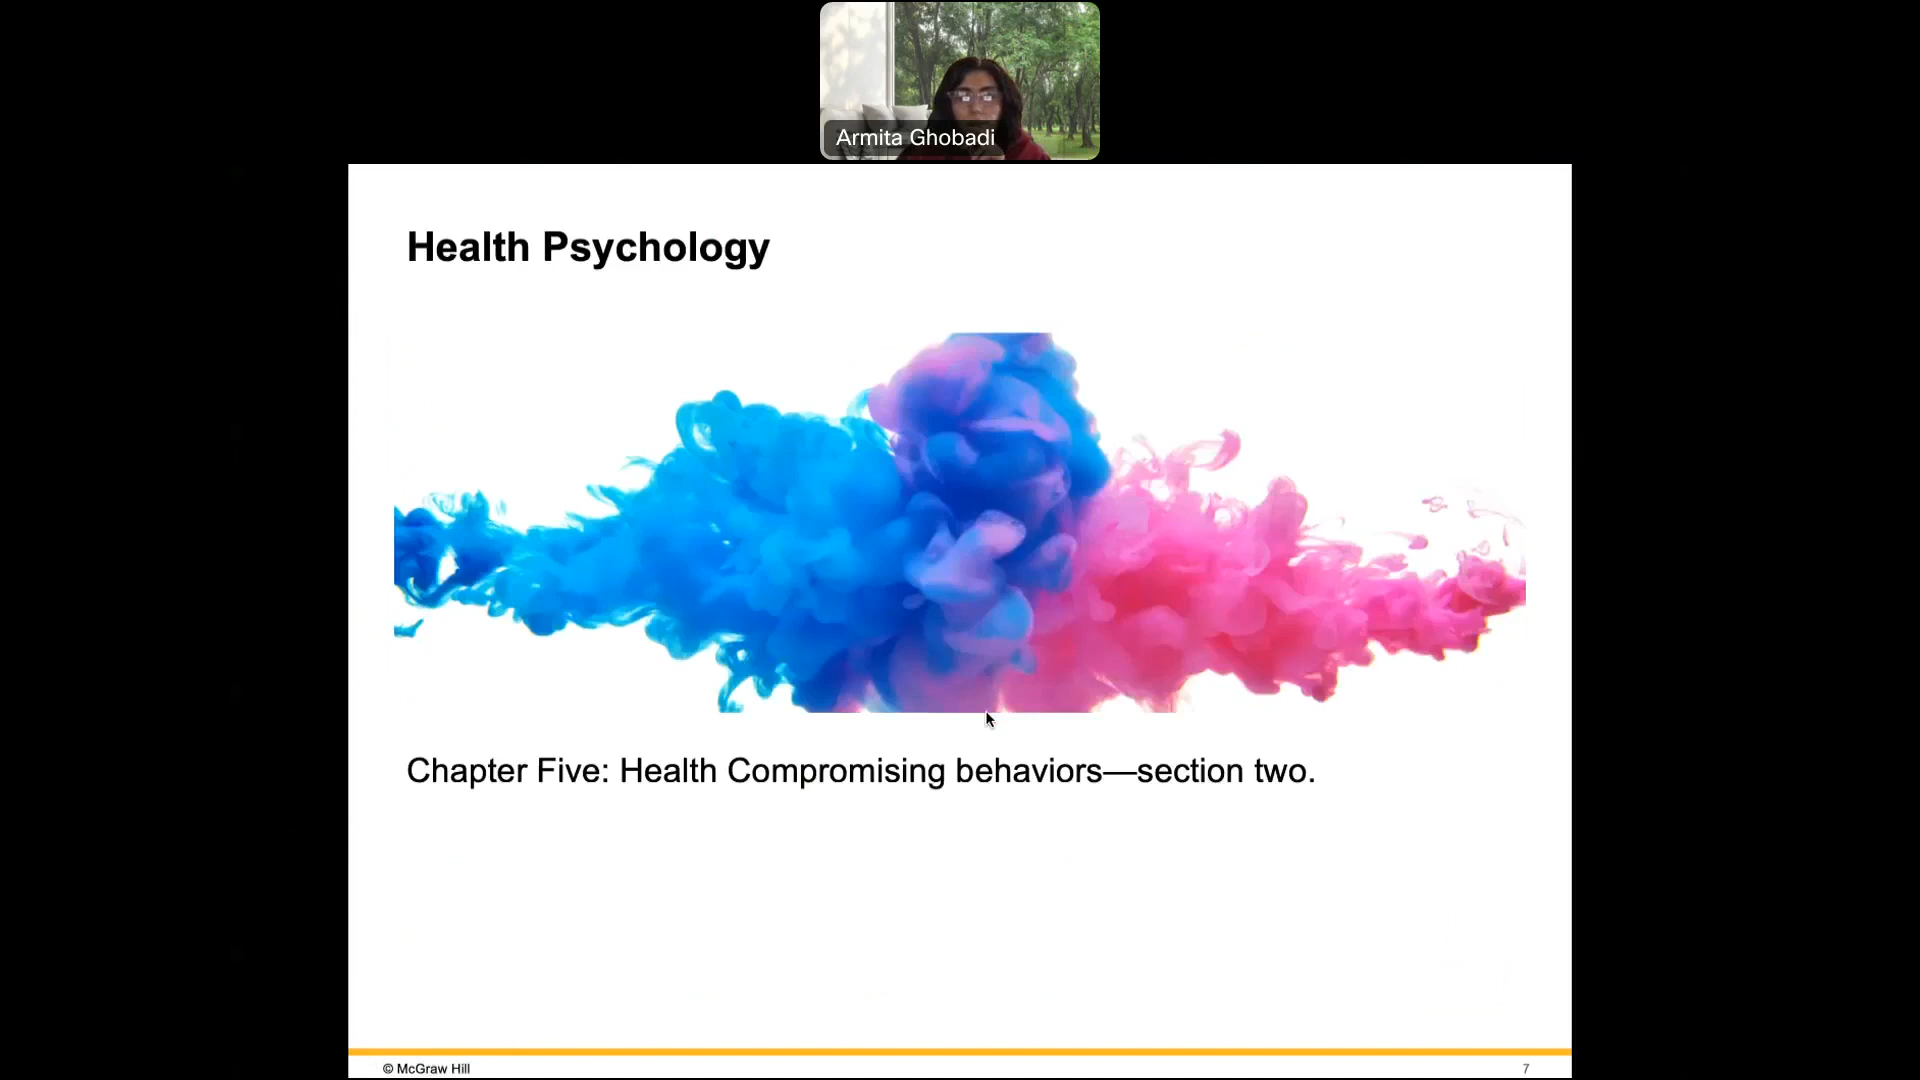 Armita Ghobadi
Health Psychology
Chapter Five: Health Compromising behaviors—section two.
© McGraw Hill
7